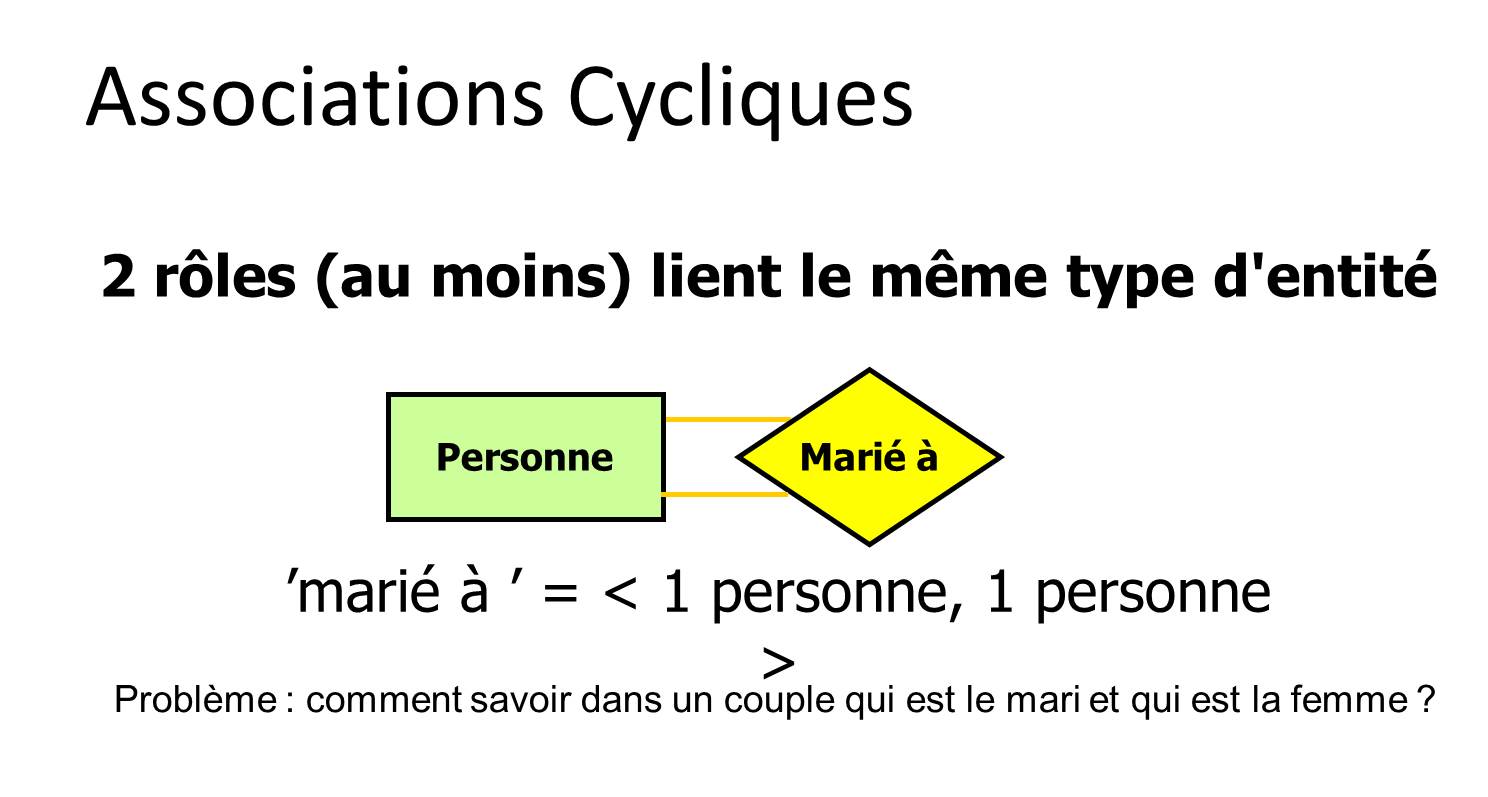 Associations Cycliques
2 rôles (au moins) lient le même type d'entité
Personne
Marié à
’marié à ’ = < 1 personne, 1 personne
>
Problème : comment savoir dans un couple qui est le mari et qui est la femme ?